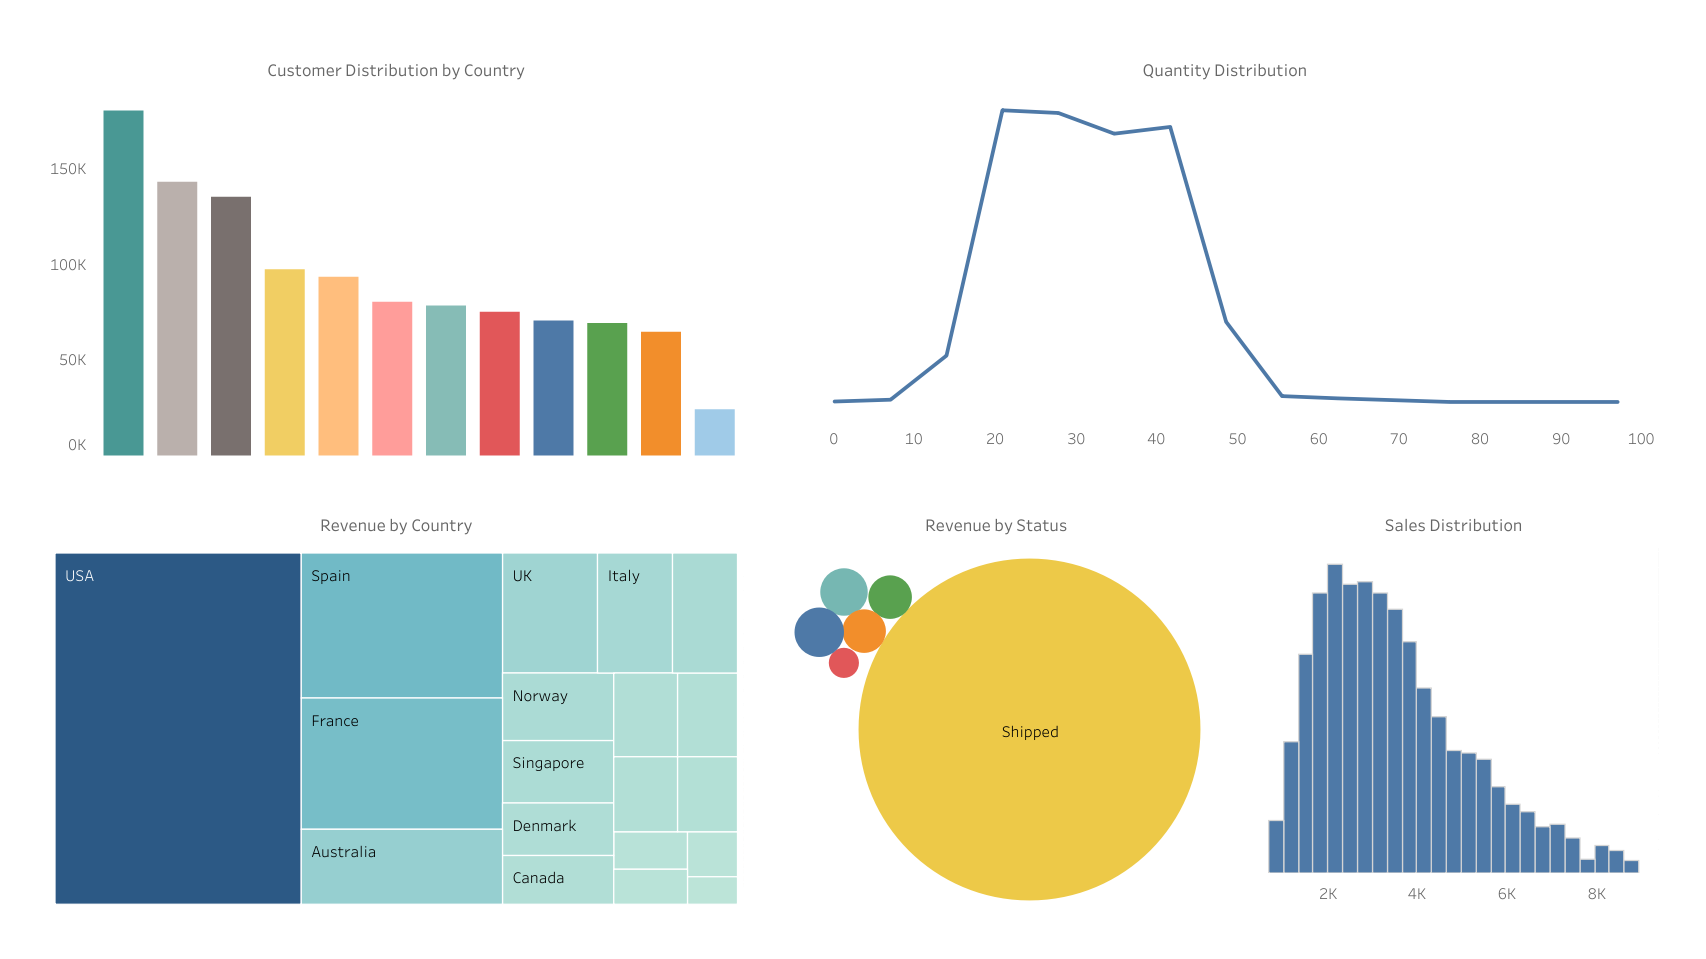 Customer Distribution by Country
150K
100K
50K
0K
Quantity Distribution
0 10 20 30 40 50 60 70 80 90 100
Revenue by Country
USA
Spain
France
Australia
UK
Italy
Norway
Singapore
Denmark
Canada
Revenue by Status
Shipped
Sales Distribution
2K 4K 6K 8K